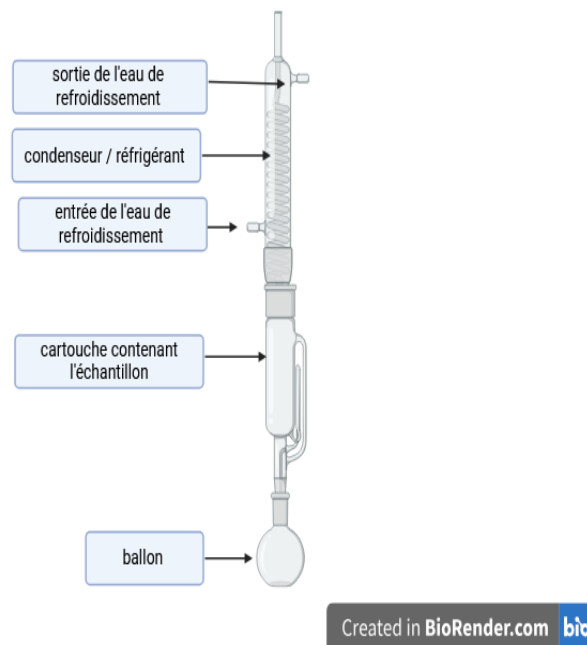 sortie de l'eau de
refroidissement
condenseur / réfrigérant
entrée de l'eau de
refroidissement
cartouche contenant
l'échantillon
ballon
Created in BioRender.com bio